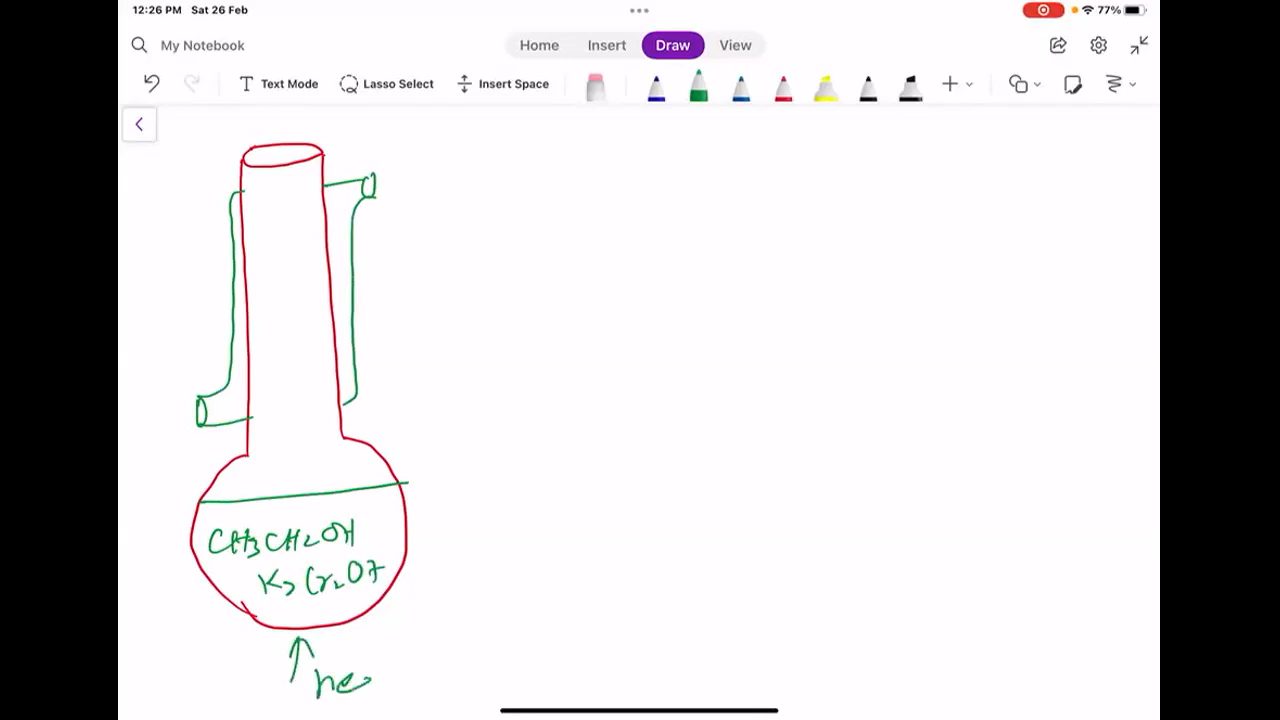 12:26 PM Sat 26 Feb
77%
My Notebook
Home Insert Draw View
Text Mode Lasso Select Insert Space
CH3CH2OH
K2Cr2O7
hea